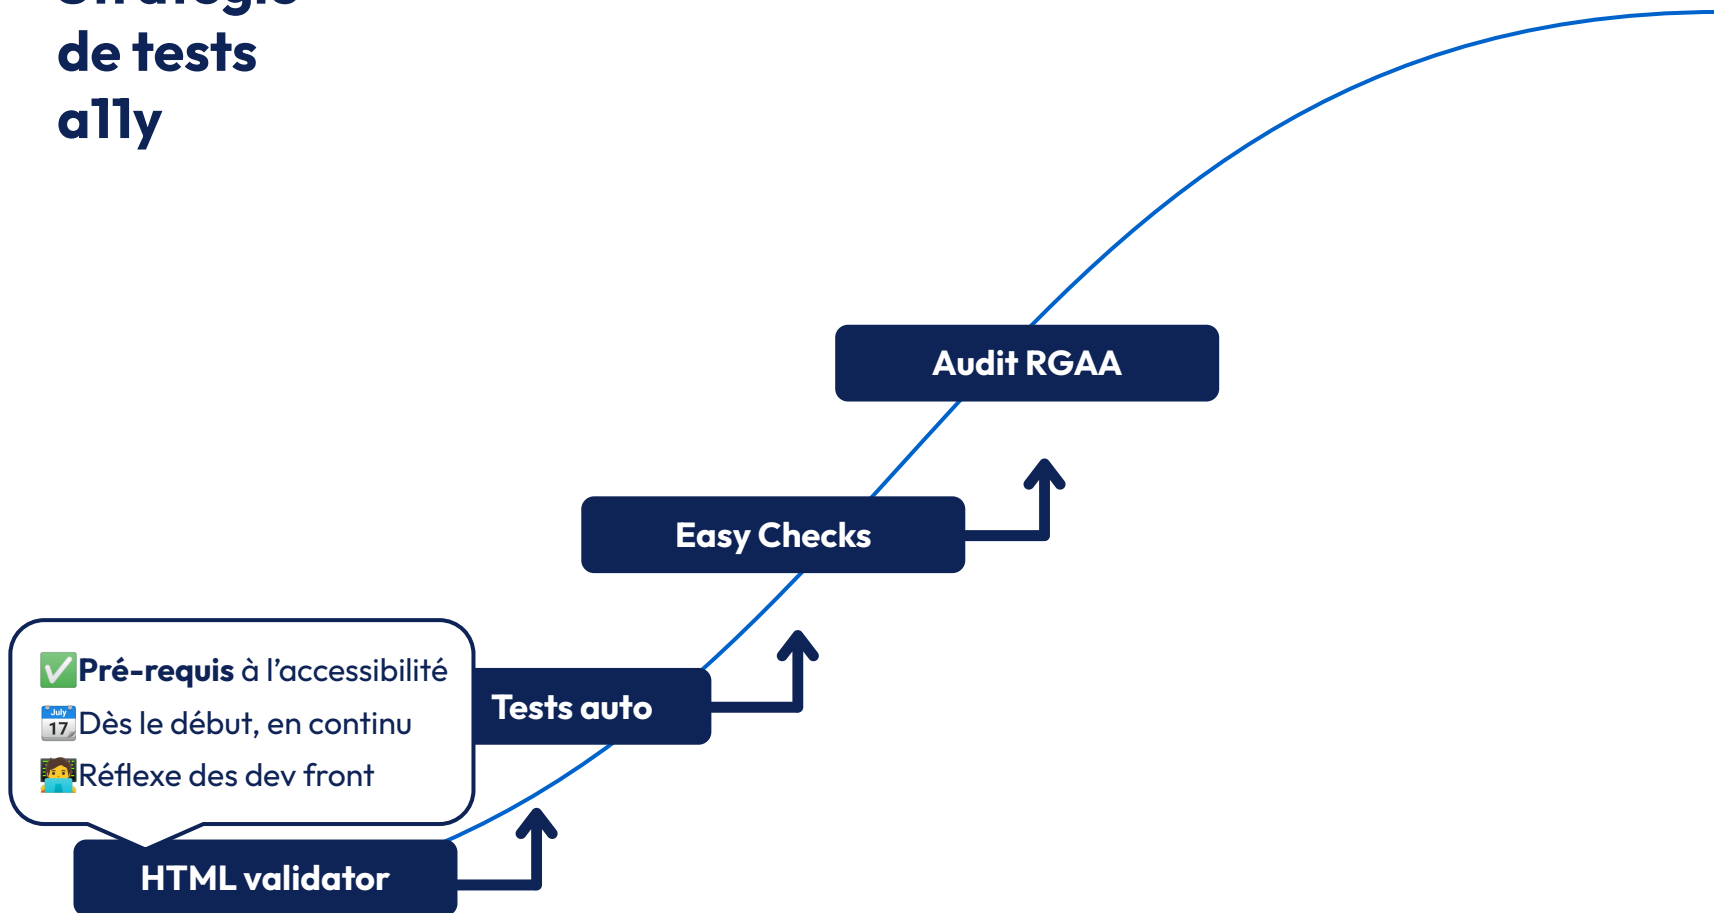 Stratégie
de tests
a11y
Audit RGAA
Easy Checks
Tests auto
✅Pré-requis à l’accessibilité
📅Dès le début, en continu
🧑‍💻Réflexe des dev front
HTML validator